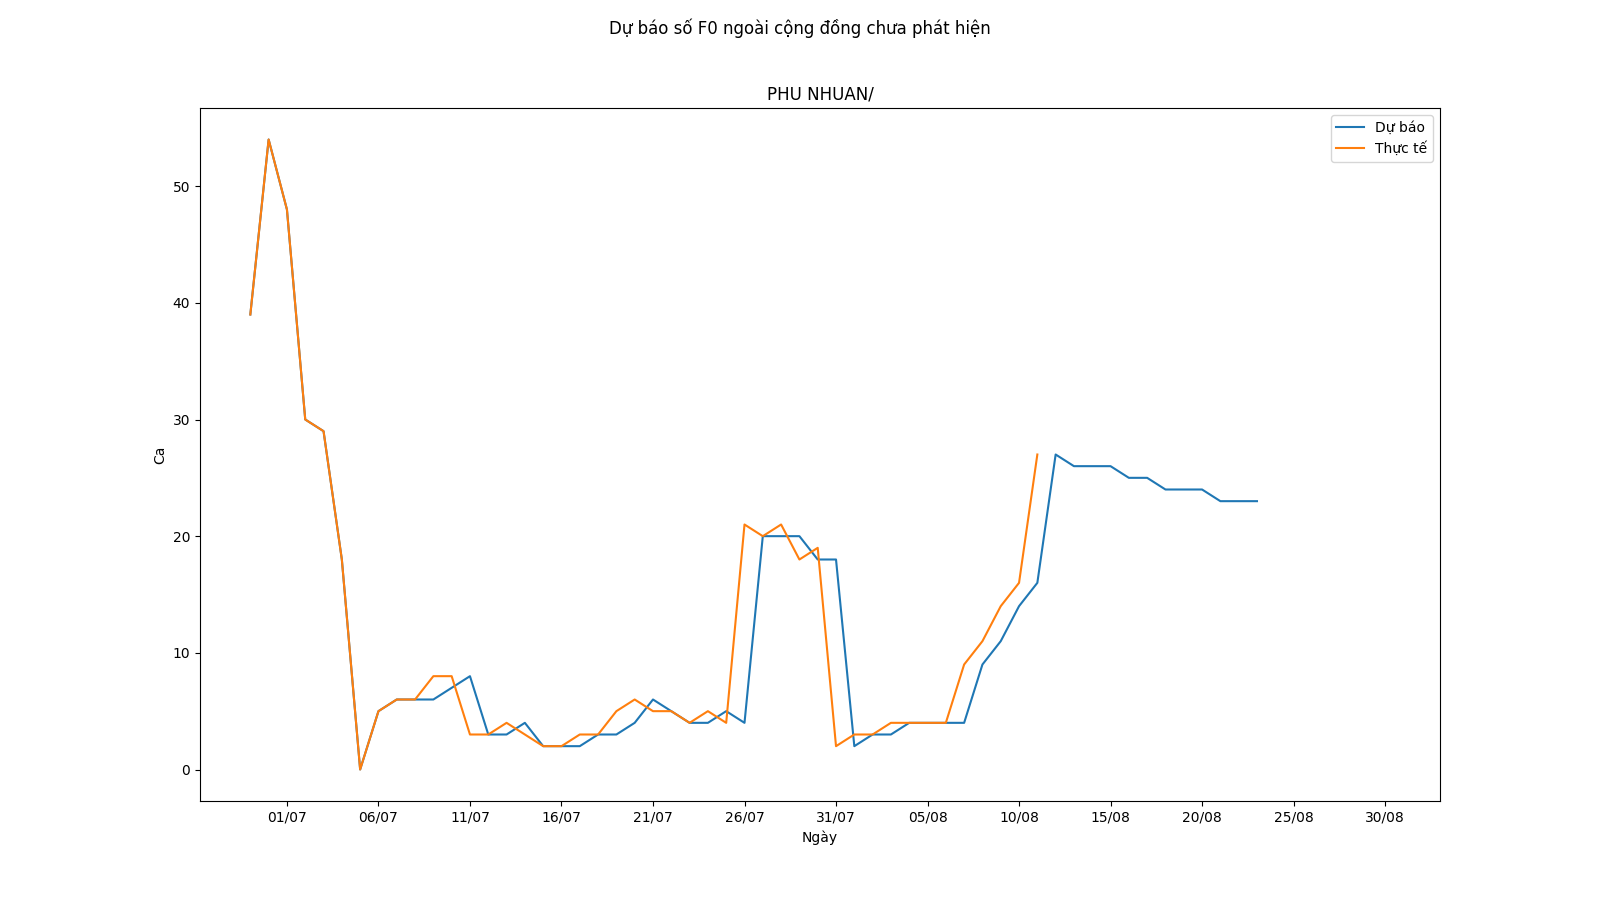 Dự báo số F0 ngoài cộng đồng chưa phát hiện
PHU NHUAN/
Dự báo
Thực tế
50
40
30
20
10
0
Ca
01/07 06/07 11/07 16/07 21/07 26/07 31/07 05/08 10/08 15/08 20/08 25/08 30/08
Ngày